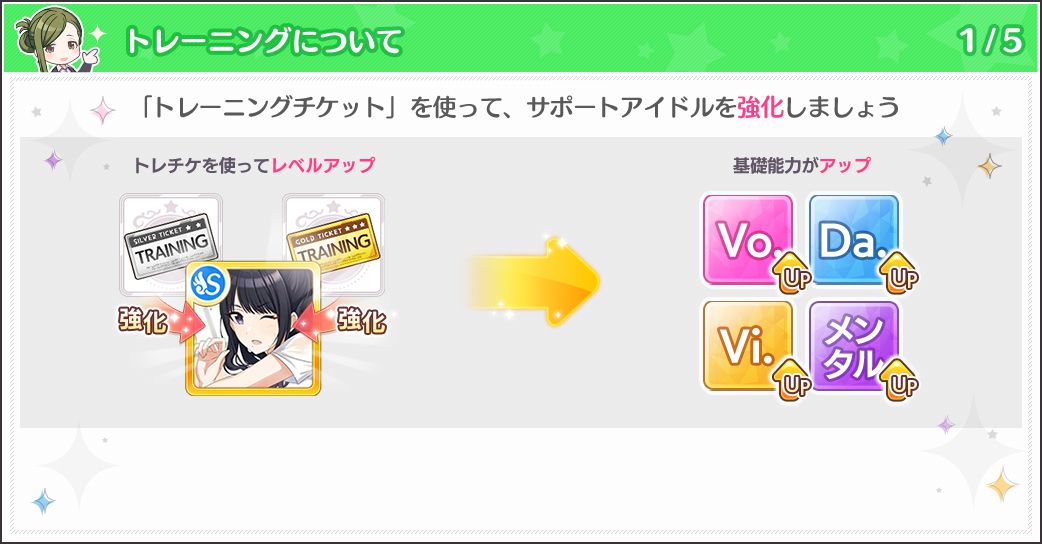 トレーニングについて
1/5
「トレーニングチケット」を使って、サポートアイドルを強化しましょう
トレチケを使ってレベルアップ
基礎能力がアップ
SILVER TICKET ★★
TRAINING
GOLD TICKET ★★★
TRAINING
S
強化
強化
Vo.
UP
Da.
UP
Vi.
UP
メン
タル
UP